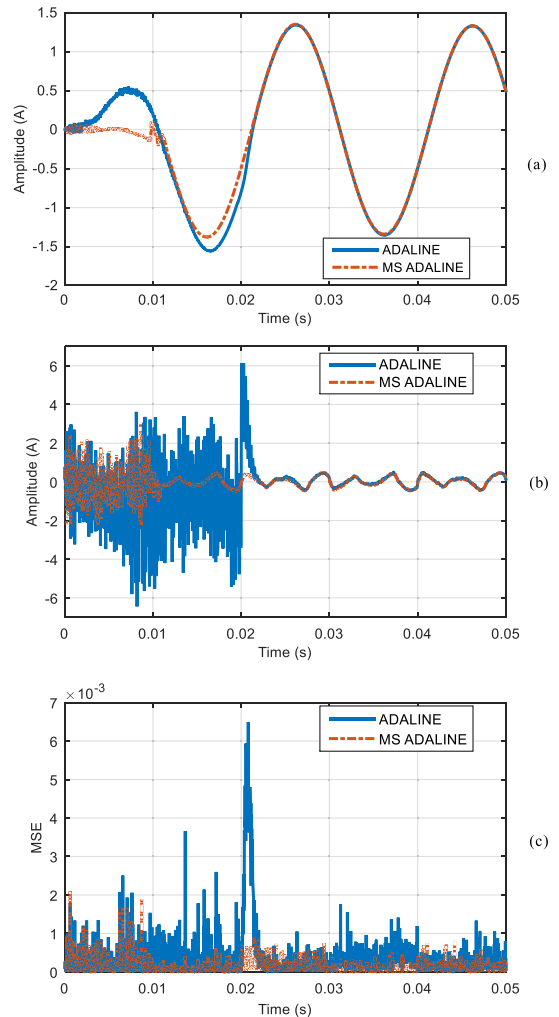 1.5
1
0.5
0
-0.5
-1
-1.5
-2
Amplitude (A)
ADALINE
MS ADALINE
0 0.01 0.02 0.03 0.04 0.05
Time (s)
(a)
6
4
2
0
-2
-4
-6
Amplitude (A)
ADALINE
MS ADALINE
0 0.01 0.02 0.03 0.04 0.05
Time (s)
(b)
×10⁻³
7
6
5
4
3
2
1
0
MSE
ADALINE
MS ADALINE
0 0.01 0.02 0.03 0.04 0.05
Time (s)
(c)